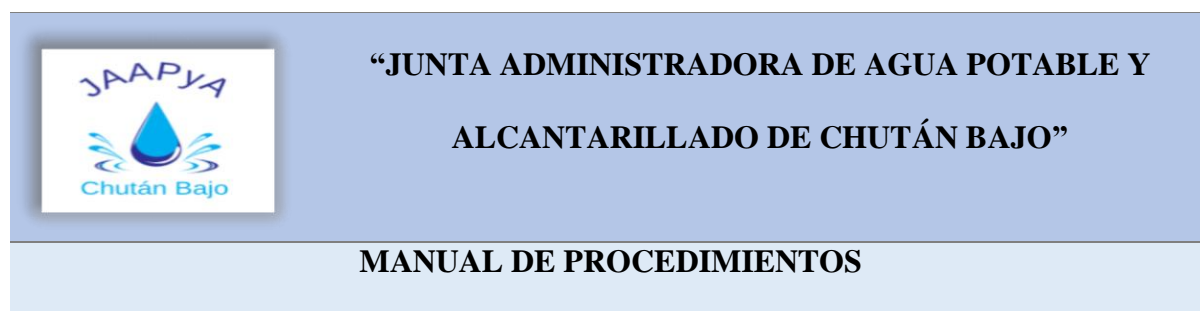 JAAPyA
Chután Bajo
“JUNTA ADMINISTRADORA DE AGUA POTABLE Y
ALCANTARILLADO DE CHUTÁN BAJO”
MANUAL DE PROCEDIMIENTOS